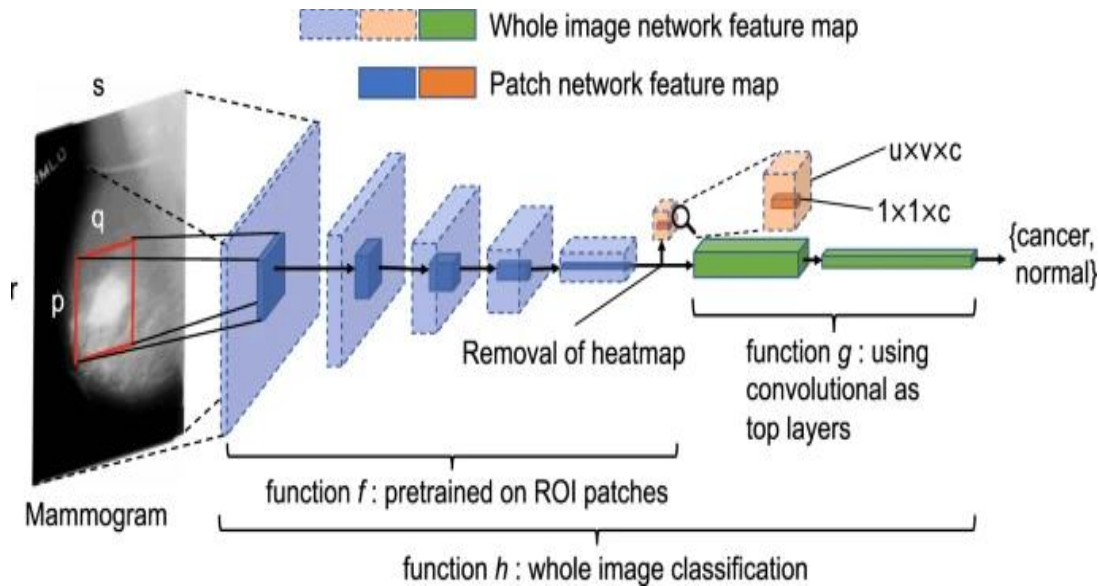 Whole image network feature map
Patch network feature map
s
q
r
p
u×v×c
1×1×c
{cancer,
normal}
Removal of heatmap
function g : using
convolutional as
top layers
function f : pretrained on ROI patches
Mammogram
function h : whole image classification